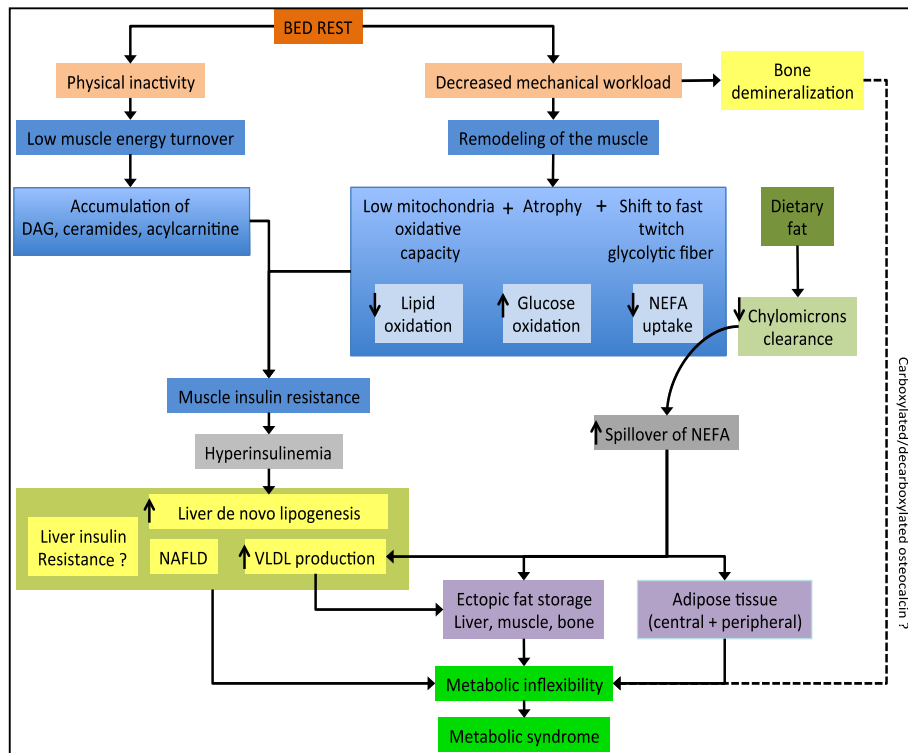 BED REST
Physical inactivity
Decreased mechanical workload
Bone
demineralization
Low muscle energy turnover
Remodeling of the muscle
Accumulation of
DAG, ceramides, acylcarnitine
Low mitochondria + Atrophy + Shift to fast
oxidative twitch
capacity glycolytic fiber
Dietary
fat
↓ Lipid
oxidation
↑ Glucose
oxidation
↓ NEFA
uptake
↓ Chylomicrons
clearance
Muscle insulin resistance
↑ Spillover of NEFA
Hyperinsulinemia
↑ Liver de novo lipogenesis
Liver insulin
Resistance ?
NAFLD
↑ VLDL production
Ectopic fat storage
Liver, muscle, bone
Adipose tissue
(central + peripheral)
Carboxylated/decarboxylated osteocalcin ?
Metabolic inflexibility
Metabolic syndrome